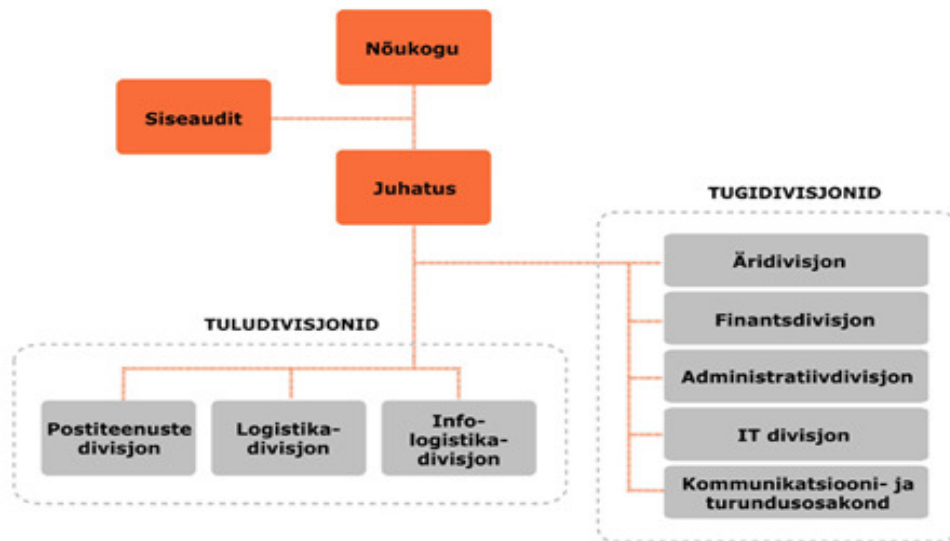 Nõukogu
Siseaudit
Juhatus
TUGIDIVISJONID
Äridivisjon
Finantsdivisjon
Administratiivdivisjon
IT divisjon
Kommunikatsiooni- ja
turundusosakond
TULUDIVISJONID
Postiteenuste
divisjon
Logistika-
divisjon
Info-
logistika-
divisjon